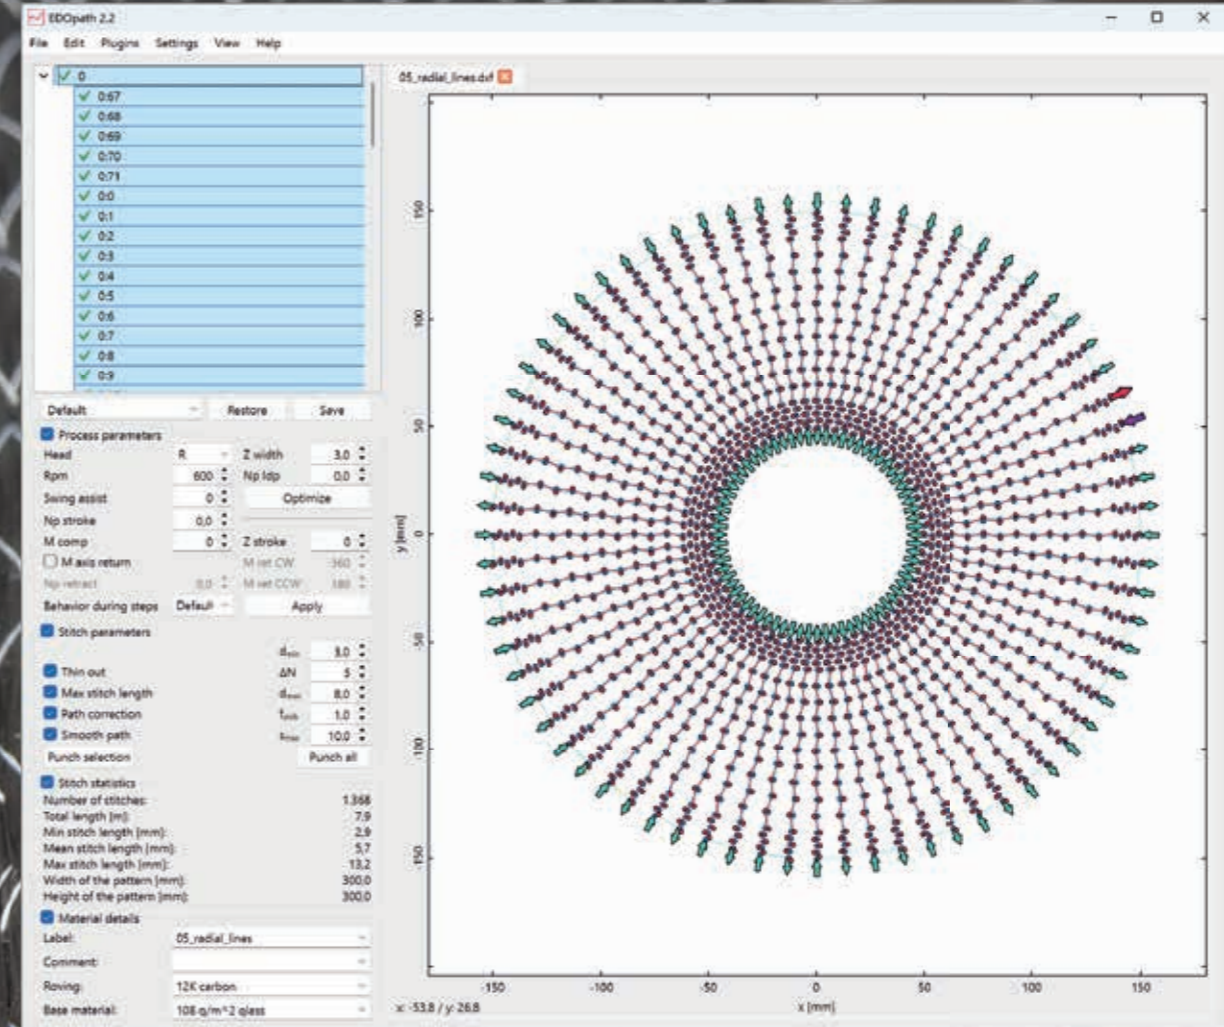 EDOpath 2.2
File Edit Plugins Settings View Help
0
0:67
0:68
0:69
0:70
0:71
0:0
0:1
0:2
0:3
0:4
0:5
0:6
0:7
0:8
0:9
Default Restore Save
Process parameters
Head R Z width 3,0
Rpm 600 Np ldp 0,0
Swing assist 0 Optimize
Np stroke 0,0
M comp 0 Z stroke 0
M axis return M ret CW 360
Np retract 0,0 M ret CCW 180
Behavior during steps Default Apply
Stitch parameters
d 3,0
Thin out ΔN 5
Max stitch length d 8,0
Path correction f 1,0
Smooth path 10,0
Punch selection Punch all
Stitch statistics
Number of stitches: 1.368
Total length [m]: 7,9
Min stitch length [mm]: 2,9
Mean stitch length [mm]: 5,7
Max stitch length [mm]: 13,2
Width of the pattern [mm]: 300,0
Height of the pattern [mm]: 300,0
Material details
Label: 05_radial_lines
Comment:
Roving: 12K carbon
Base material: 108 g/m^2 glass
05_radial_lines.dxf
150
100
50
0
-50
-100
-150
y [mm]
-150 -100 -50 0 50 100 150
x: -53.8 / y: 26.8 x [mm]